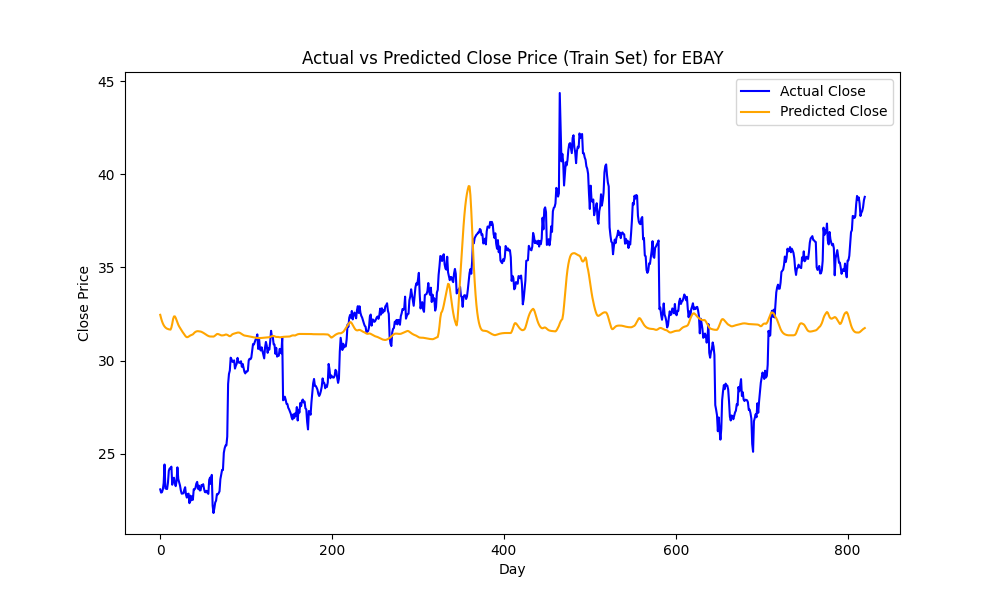 Actual vs Predicted Close Price (Train Set) for EBAY
Actual Close
Predicted Close
Close Price
45
40
35
30
25
0 200 400 600 800
Day